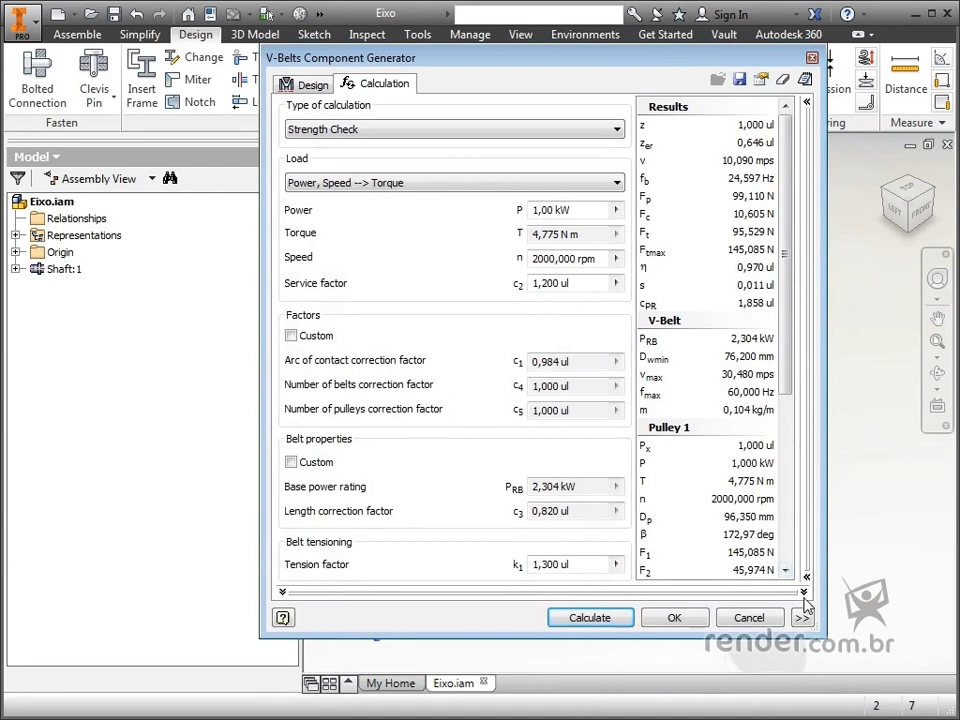 PRO
Eixo
Sign In
Assemble Simplify Design 3D Model Sketch Inspect Tools Manage View Environments Get Started Vault Autodesk 360
Bolted
Connection
Clevis
Pin
Insert
Frame
Change
Miter
Notch
Distance
Fasten
Measure
V-Belts Component Generator
Design
Calculation
Model
Assembly View
Eixo.iam
Relationships
Representations
Origin
Shaft:1
Type of calculation
Strength Check
Load
Power, Speed --> Torque
Power P 1,00 kW
Torque T 4,775 N m
Speed n 2000,000 rpm
Service factor c2 1,200 ul
Factors
Custom
Arc of contact correction factor c1 0,984 ul
Number of belts correction factor c4 1,000 ul
Number of pulleys correction factor c5 1,000 ul
Belt properties
Custom
Base power rating PRB 2,304 kW
Length correction factor c3 0,820 ul
Belt tensioning
Tension factor k1 1,300 ul
Results
z 1,000 ul
zer 0,646 ul
v 10,090 mps
fb 24,597 Hz
Fp 99,110 N
Fc 10,605 N
Ft 95,529 N
Ftmax 145,085 N
η 0,970 ul
s 0,011 ul
cPR 1,858 ul
V-Belt
PRB 2,304 kW
Dwmin 76,200 mm
vmax 30,480 mps
fmax 60,000 Hz
m 0,104 kg/m
Pulley 1
Px 1,000 ul
P 1,000 kW
T 4,775 N m
n 2000,000 rpm
Dp 96,350 mm
β 172,97 deg
F1 145,085 N
F2 45,974 N
Calculate
OK
Cancel
>>
TOP
LEFT
FRONT
render.com.br
My Home
Eixo.iam
2 7